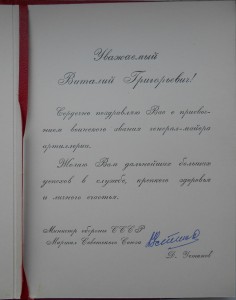 Уважаемый
Виталий Григорьевич!
Сердечно поздравляю Вас с присвое-
нием воинского звания генерал-майора
артиллерии.
Желаю Вам дальнейших больших
успехов в службе, крепкого здоровья
и личного счастья.
Министр обороны СССР
Маршал Советского Союза
Д. Устинов